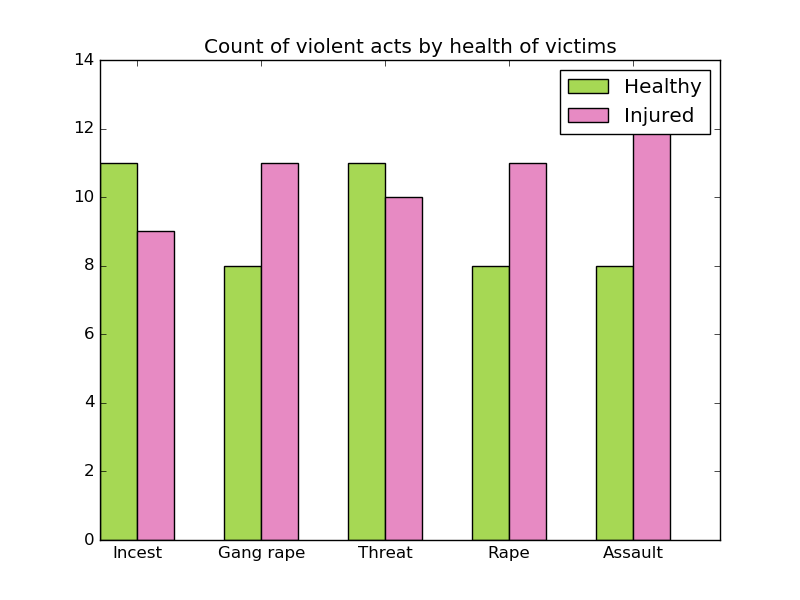 Count of violent acts by health of victims
14
12
10
8
6
4
2
0
Healthy
Injured
Incest Gang rape Threat Rape Assault